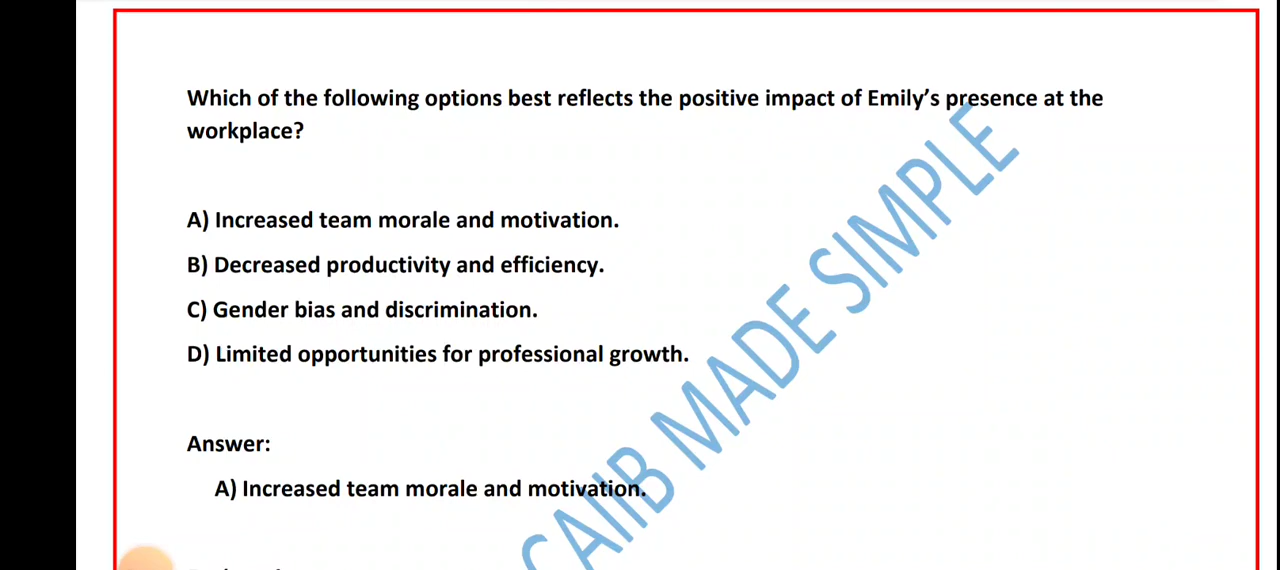 Which of the following options best reflects the positive impact of Emily’s presence at the
workplace?
A) Increased team morale and motivation.
B) Decreased productivity and efficiency.
C) Gender bias and discrimination.
D) Limited opportunities for professional growth.
Answer:
A) Increased team morale and motivation.
CAIIB MADE SIMPLE